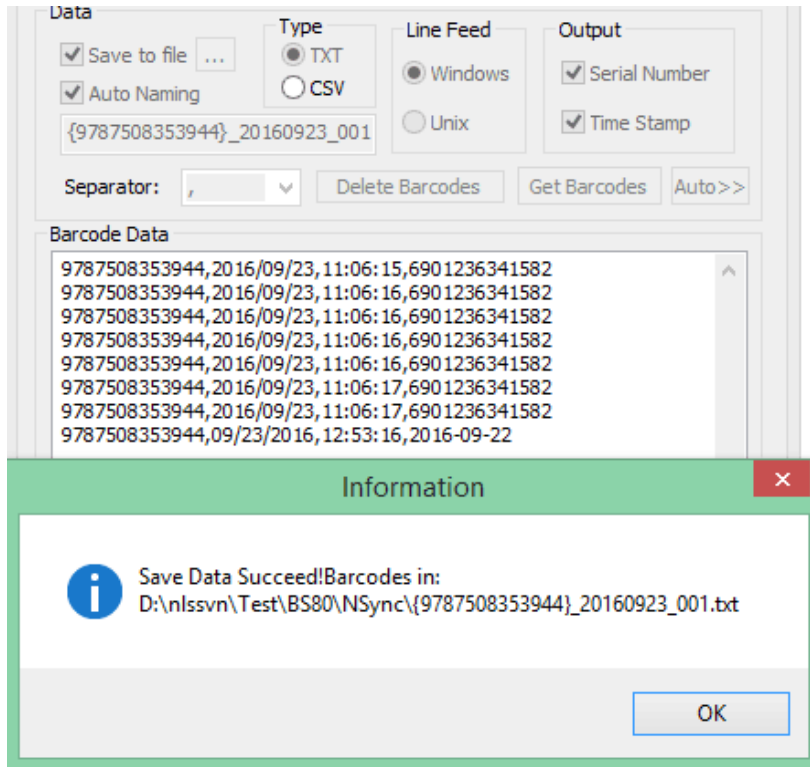 Data
Save to file ...
Auto Naming
{9787508353944}_20160923_001
Type
TXT
CSV
Line Feed
Windows
Unix
Output
Serial Number
Time Stamp
Separator: , Delete Barcodes Get Barcodes Auto>>
Barcode Data
9787508353944,2016/09/23,11:06:15,6901236341582
9787508353944,2016/09/23,11:06:16,6901236341582
9787508353944,2016/09/23,11:06:16,6901236341582
9787508353944,2016/09/23,11:06:16,6901236341582
9787508353944,2016/09/23,11:06:16,6901236341582
9787508353944,2016/09/23,11:06:17,6901236341582
9787508353944,2016/09/23,11:06:17,6901236341582
9787508353944,09/23/2016,12:53:16,2016-09-22
Information
Save Data Succeed!Barcodes in:
D:\nlssvn\Test\BS80\NSync\{9787508353944}_20160923_001.txt
OK